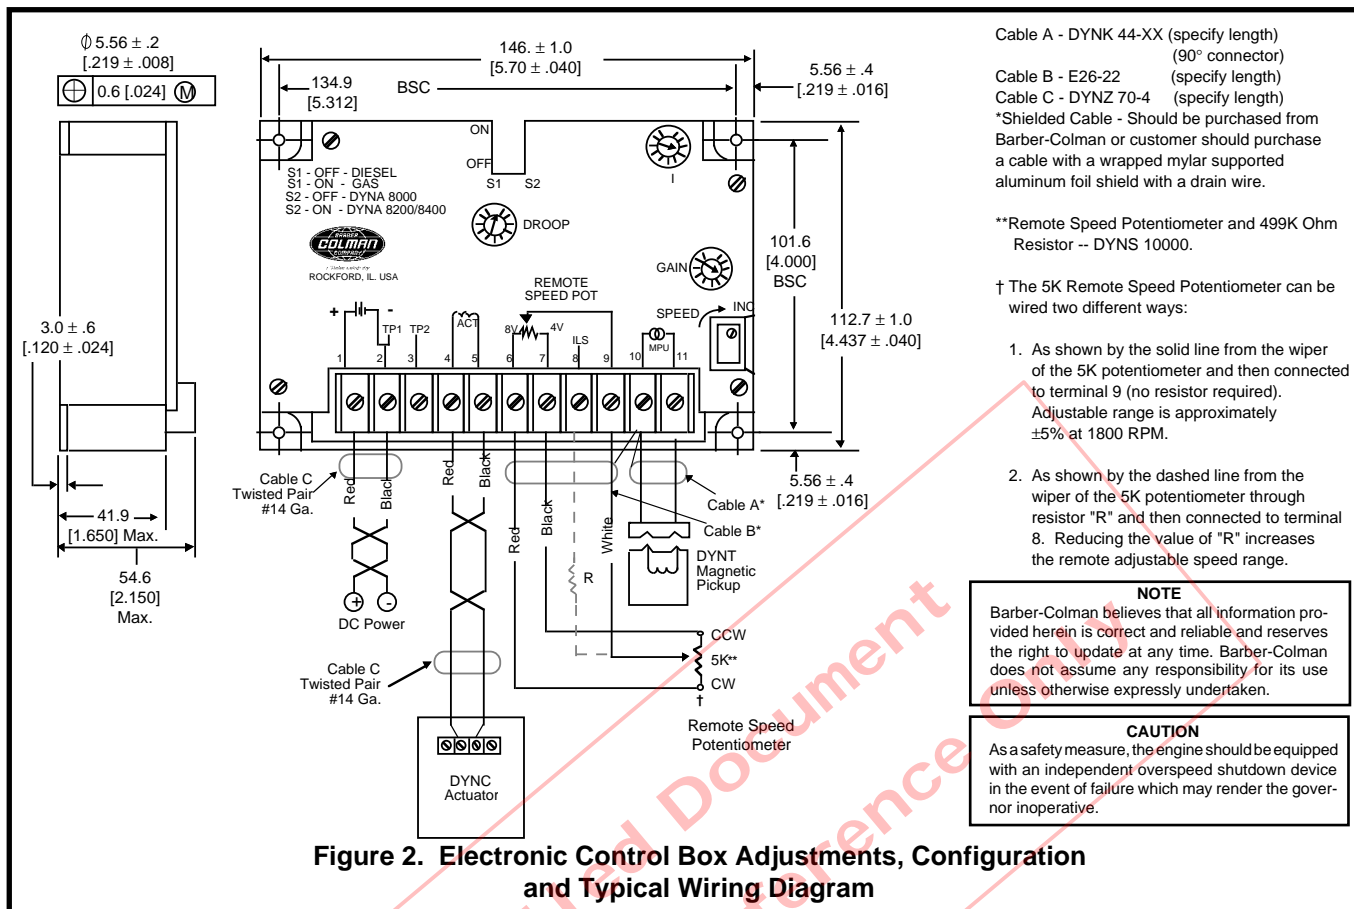 ⌀ 5.56 ± .2
[.219 ± .008]
0.6 [.024] Ⓜ
146. ± 1.0
[5.70 ± .040]
134.9
[5.312]
BSC
5.56 ± .4
[.219 ± .016]
ON
OFF
S1
S2
I
S1 - OFF - DIESEL
S1 - ON - GAS
S2 - OFF - DYNA 8000
S2 - ON - DYNA 8200/8400
DROOP
BARBER
COLMAN
COMPANY
ROCKFORD, IL. USA
GAIN
101.6
[4.000]
BSC
REMOTE
SPEED POT
SPEED
INC
+
-
TP1
TP2
ACT
8V
4V
ILS
MPU
1 2 3 4 5 6 7 8 9 10 11
112.7 ± 1.0
[4.437 ± .040]
3.0 ± .6
[.120 ± .024]
41.9
[1.650] Max.
54.6
[2.150]
Max.
5.56 ± .4
[.219 ± .016]
Cable C
Twisted Pair
#14 Ga.
Red
Black
Red
Black
Red
Black
White
R
Cable A*
Cable B*
DYNT
Magnetic
Pickup
+
-
DC Power
Cable C
Twisted Pair
#14 Ga.
CCW
5K**
CW
†
Remote Speed
Potentiometer
DYNC
Actuator
Cable A - DYNK 44-XX (specify length)
(90° connector)
Cable B - E26-22 (specify length)
Cable C - DYNZ 70-4 (specify length)
*Shielded Cable - Should be purchased from
Barber-Colman or customer should purchase
a cable with a wrapped mylar supported
aluminum foil shield with a drain wire.
**Remote Speed Potentiometer and 499K Ohm
Resistor -- DYNS 10000.
† The 5K Remote Speed Potentiometer can be
wired two different ways:
1. As shown by the solid line from the wiper
of the 5K potentiometer and then connected
to terminal 9 (no resistor required).
Adjustable range is approximately
±5% at 1800 RPM.
2. As shown by the dashed line from the
wiper of the 5K potentiometer through
resistor "R" and then connected to terminal
8. Reducing the value of "R" increases
the remote adjustable speed range.
NOTE
Barber-Colman believes that all information pro-
vided herein is correct and reliable and reserves
the right to update at any time. Barber-Colman
does not assume any responsibility for its use
unless otherwise expressly undertaken.
CAUTION
As a safety measure, the engine should be equipped
with an independent overspeed shutdown device
in the event of failure which may render the gover-
nor inoperative.
Figure 2. Electronic Control Box Adjustments, Configuration
and Typical Wiring Diagram
Document
Only